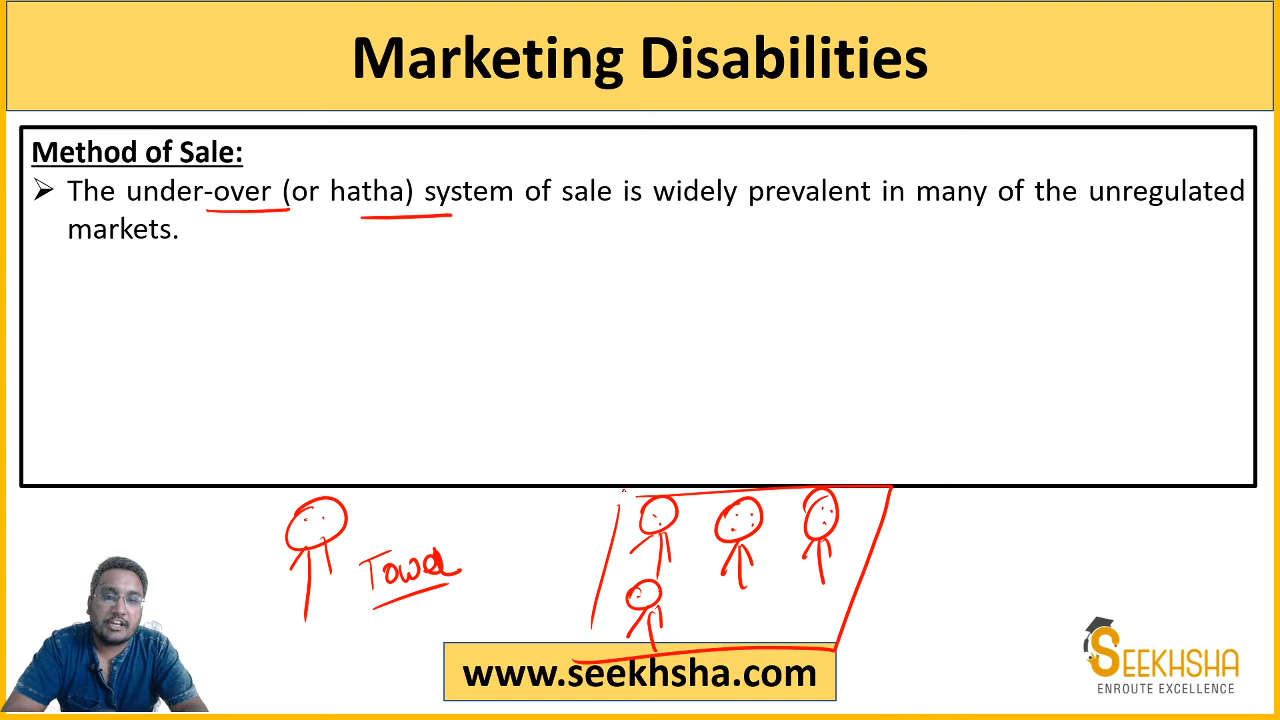 Marketing Disabilities
Method of Sale:
➢ The under-over (or hatha) system of sale is widely prevalent in many of the unregulated
markets.
Towel
www.seekhsha.com
SEEKHSHA
ENROUTE EXCELLENCE